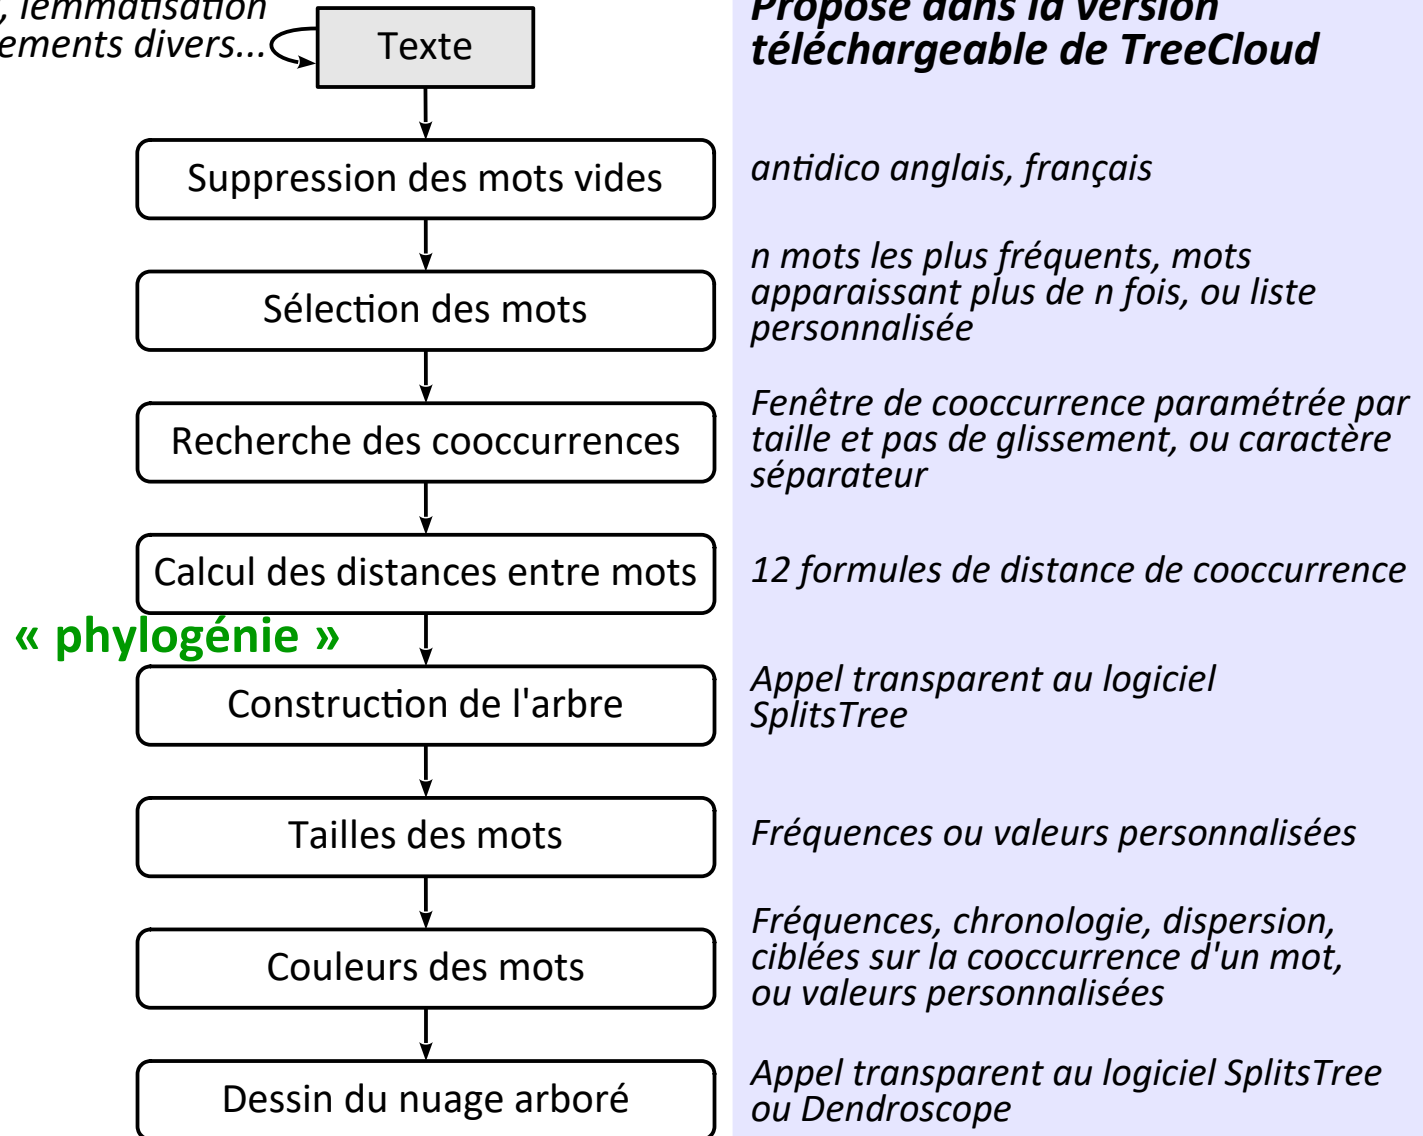 , lemmatisation
ements divers...
Texte
Proposé dans la version
téléchargeable de TreeCloud
Suppression des mots vides
antidico anglais, français
Sélection des mots
n mots les plus fréquents, mots
apparaissant plus de n fois, ou liste
personnalisée
Recherche des cooccurrences
Fenêtre de cooccurrence paramétrée par
taille et pas de glissement, ou caractère
séparateur
Calcul des distances entre mots
12 formules de distance de cooccurrence
« phylogénie »
Construction de l'arbre
Appel transparent au logiciel
SplitsTree
Tailles des mots
Fréquences ou valeurs personnalisées
Couleurs des mots
Fréquences, chronologie, dispersion,
ciblées sur la cooccurrence d'un mot,
ou valeurs personnalisées
Dessin du nuage arboré
Appel transparent au logiciel SplitsTree
ou Dendroscope